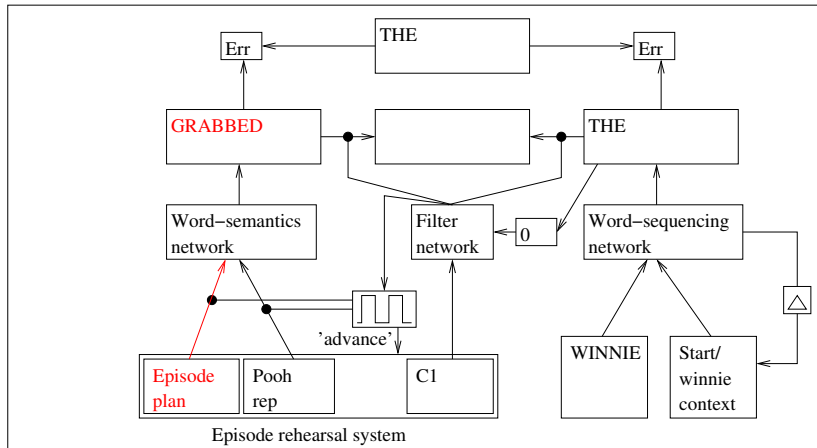 THE
Err
Err
GRABBED
THE
Word-semantics
network
Filter
network
0
Word-sequencing
network
△
'advance'
Episode
plan
Pooh
rep
C1
WINNIE
Start/
winnie
context
Episode rehearsal system